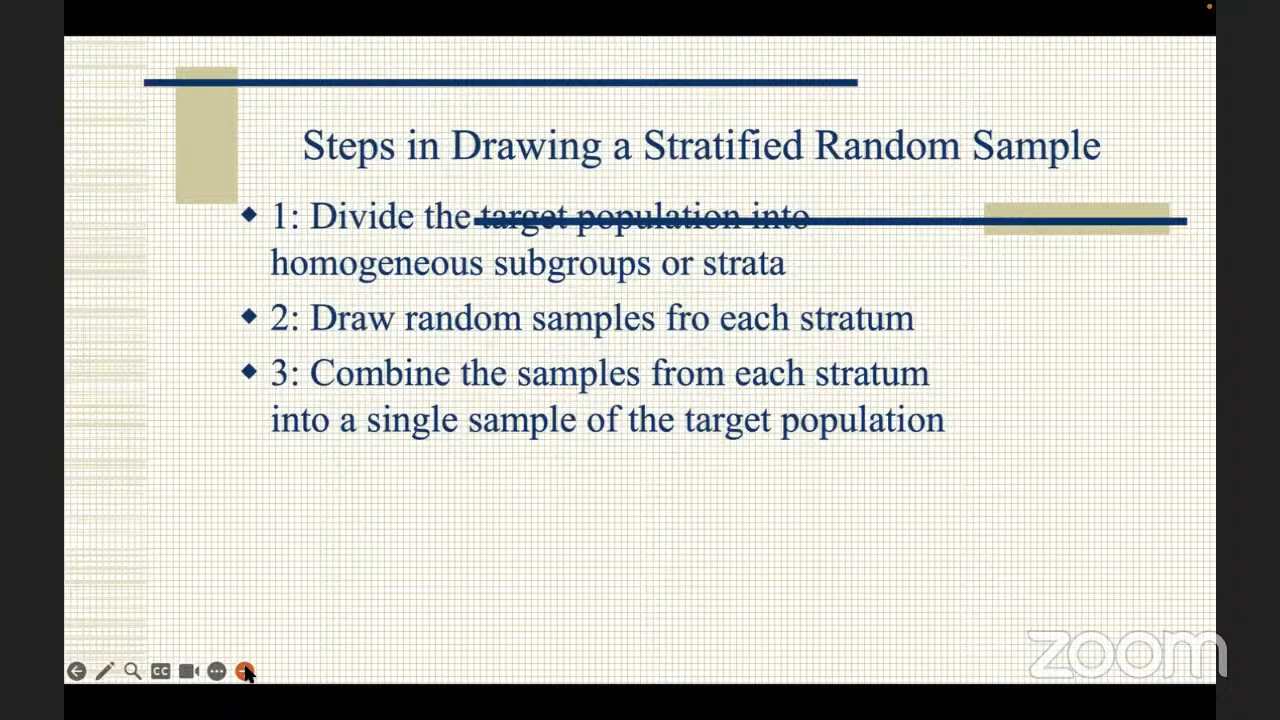 Steps in Drawing a Stratified Random Sample
1: Divide the target population into
homogeneous subgroups or strata
2: Draw random samples fro each stratum
3: Combine the samples from each stratum
into a single sample of the target population
CC
zoom